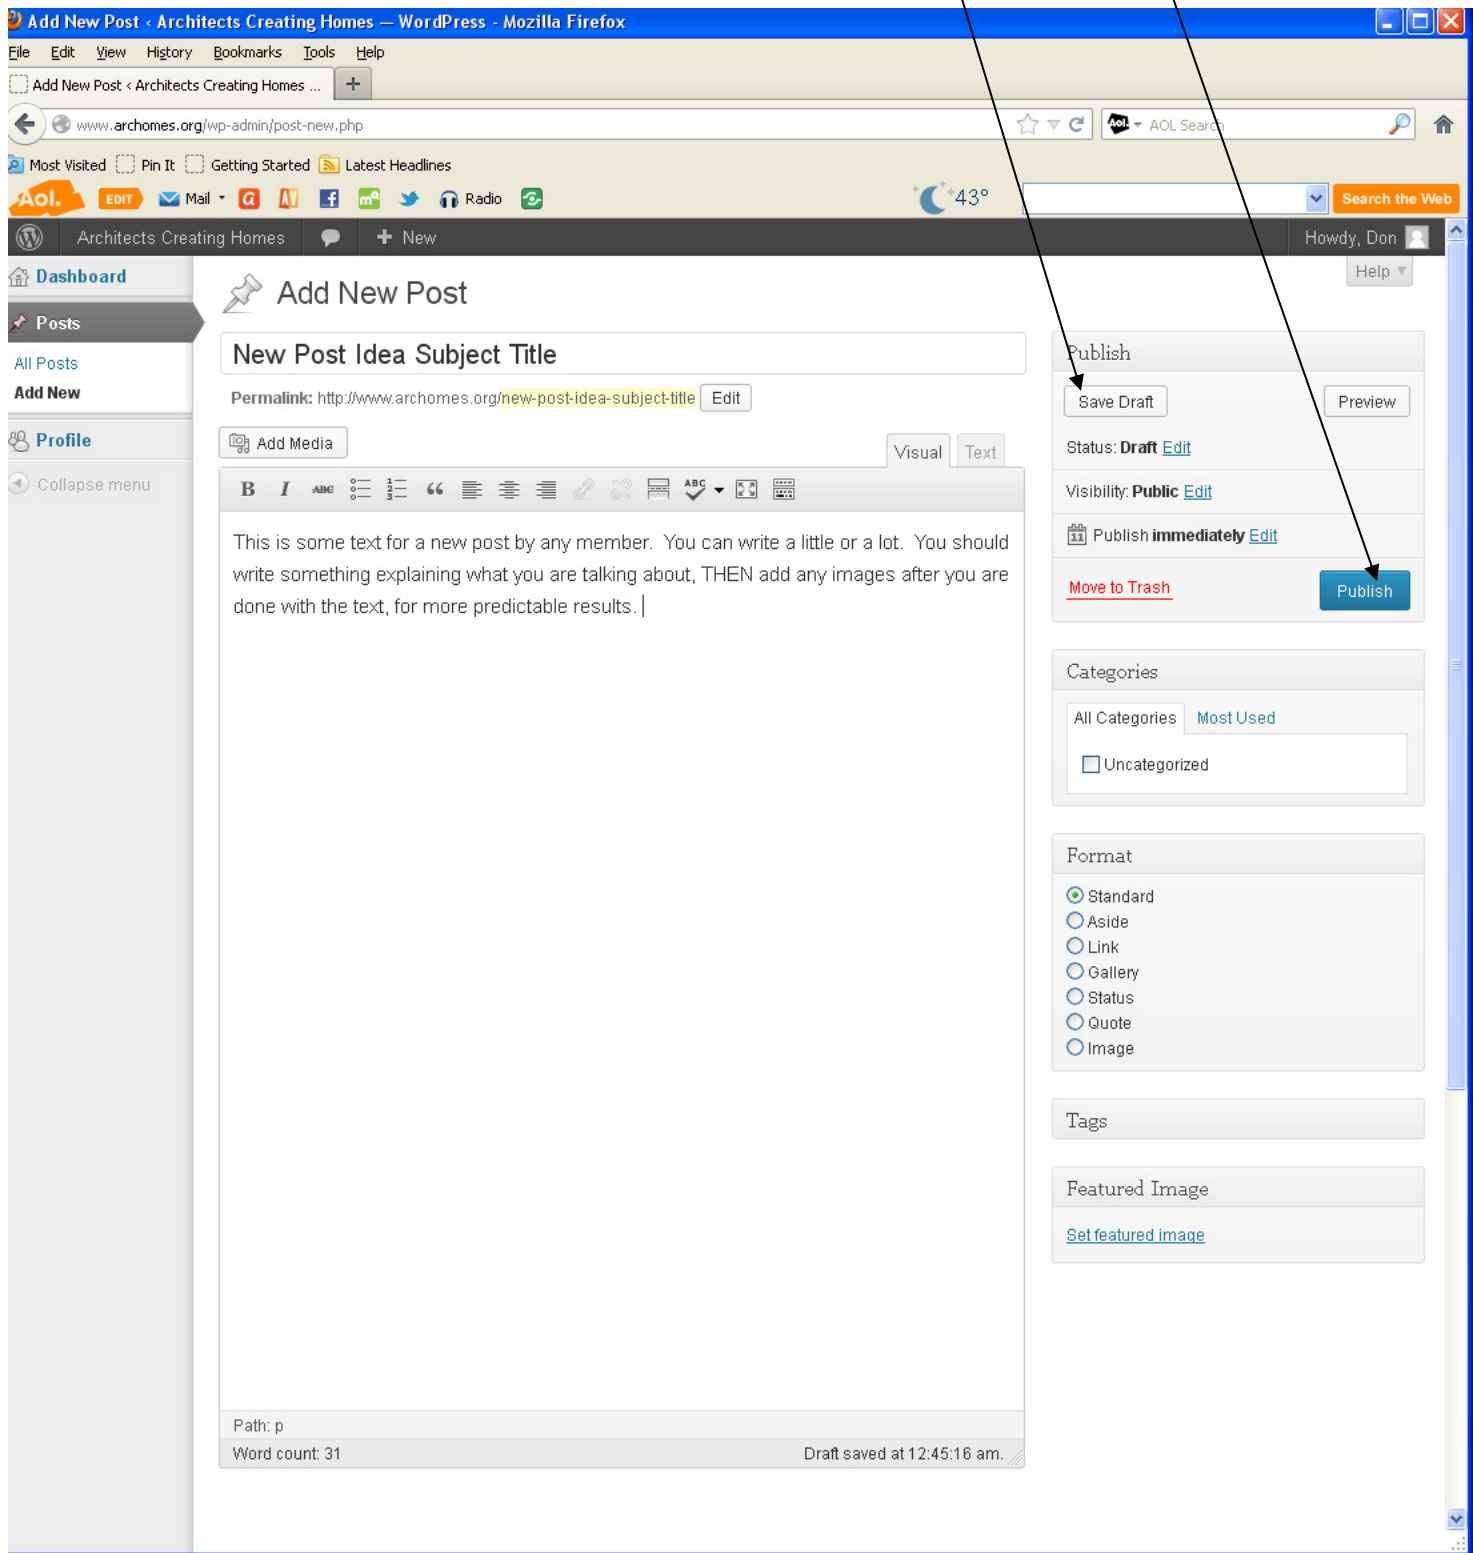 Add New Post ‹ Architects Creating Homes — WordPress - Mozilla Firefox
File Edit View History Bookmarks Tools Help
Add New Post ‹ Architects Creating Homes ... +
www.archomes.org/wp-admin/post-new.php Aol. AOL Search
Most Visited Pin It Getting Started Latest Headlines
Aol. EDIT Mail Radio 43° Search the Web
Architects Creating Homes + New Howdy, Don
Help
Dashboard
Posts
All Posts
Add New
Profile
Collapse menu
Add New Post
New Post Idea Subject Title
Permalink: http://www.archomes.org/new-post-idea-subject-title Edit
Add Media
Visual Text
B I ABC ABC
This is some text for a new post by any member. You can write a little or a lot. You should
write something explaining what you are talking about, THEN add any images after you are
done with the text, for more predictable results.
Path: p
Word count: 31 Draft saved at 12:45:16 am.
Publish
Save Draft Preview
Status: Draft Edit
Visibility: Public Edit
11 Publish immediately Edit
Move to Trash Publish
Categories
All Categories Most Used
Uncategorized
Format
Standard
Aside
Link
Gallery
Status
Quote
Image
Tags
Featured Image
Set featured image